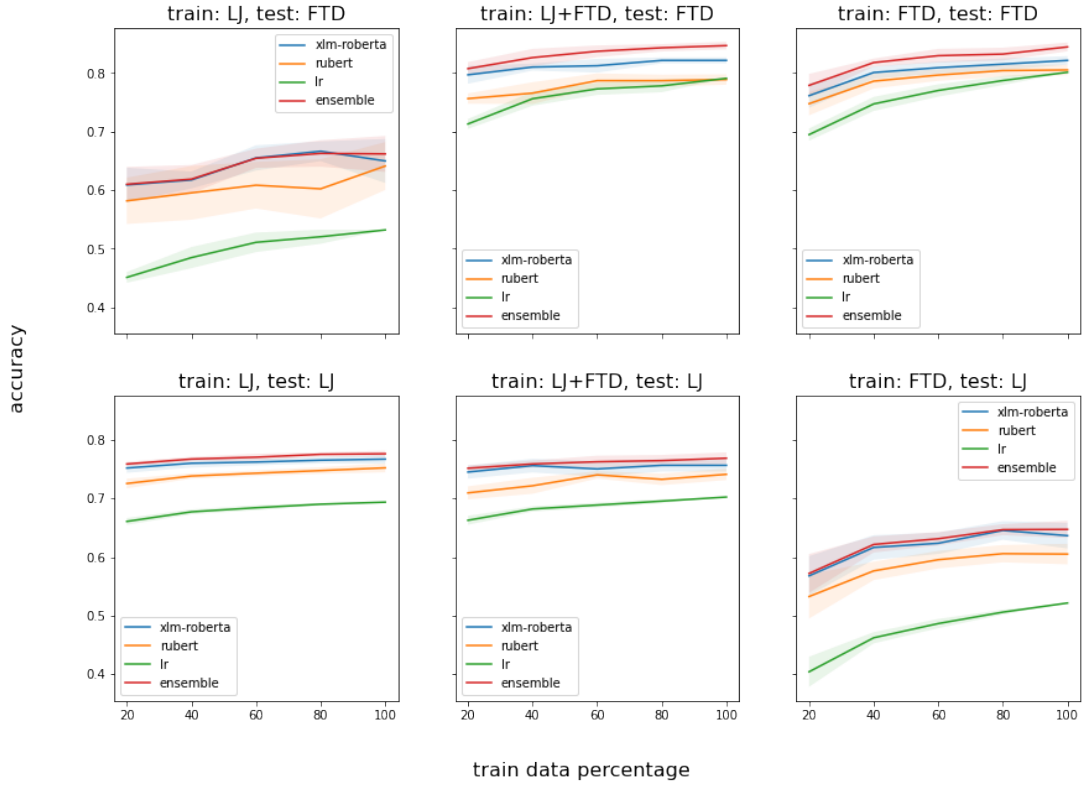 train: LJ, test: FTD
xlm-roberta
rubert
lr
ensemble
0.8
0.7
0.6
0.5
0.4
train: LJ+FTD, test: FTD
xlm-roberta
rubert
lr
ensemble
train: FTD, test: FTD
xlm-roberta
rubert
lr
ensemble
accuracy
train: LJ, test: LJ
0.8
0.7
0.6
0.5
0.4
xlm-roberta
rubert
lr
ensemble
20 40 60 80 100
train: LJ+FTD, test: LJ
xlm-roberta
rubert
lr
ensemble
20 40 60 80 100
train: FTD, test: LJ
xlm-roberta
rubert
lr
ensemble
20 40 60 80 100
train data percentage